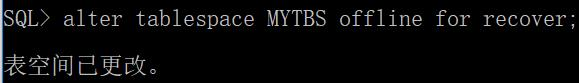 SQL> alter tablespace MYTBS offline for recover;
表空间已更改。